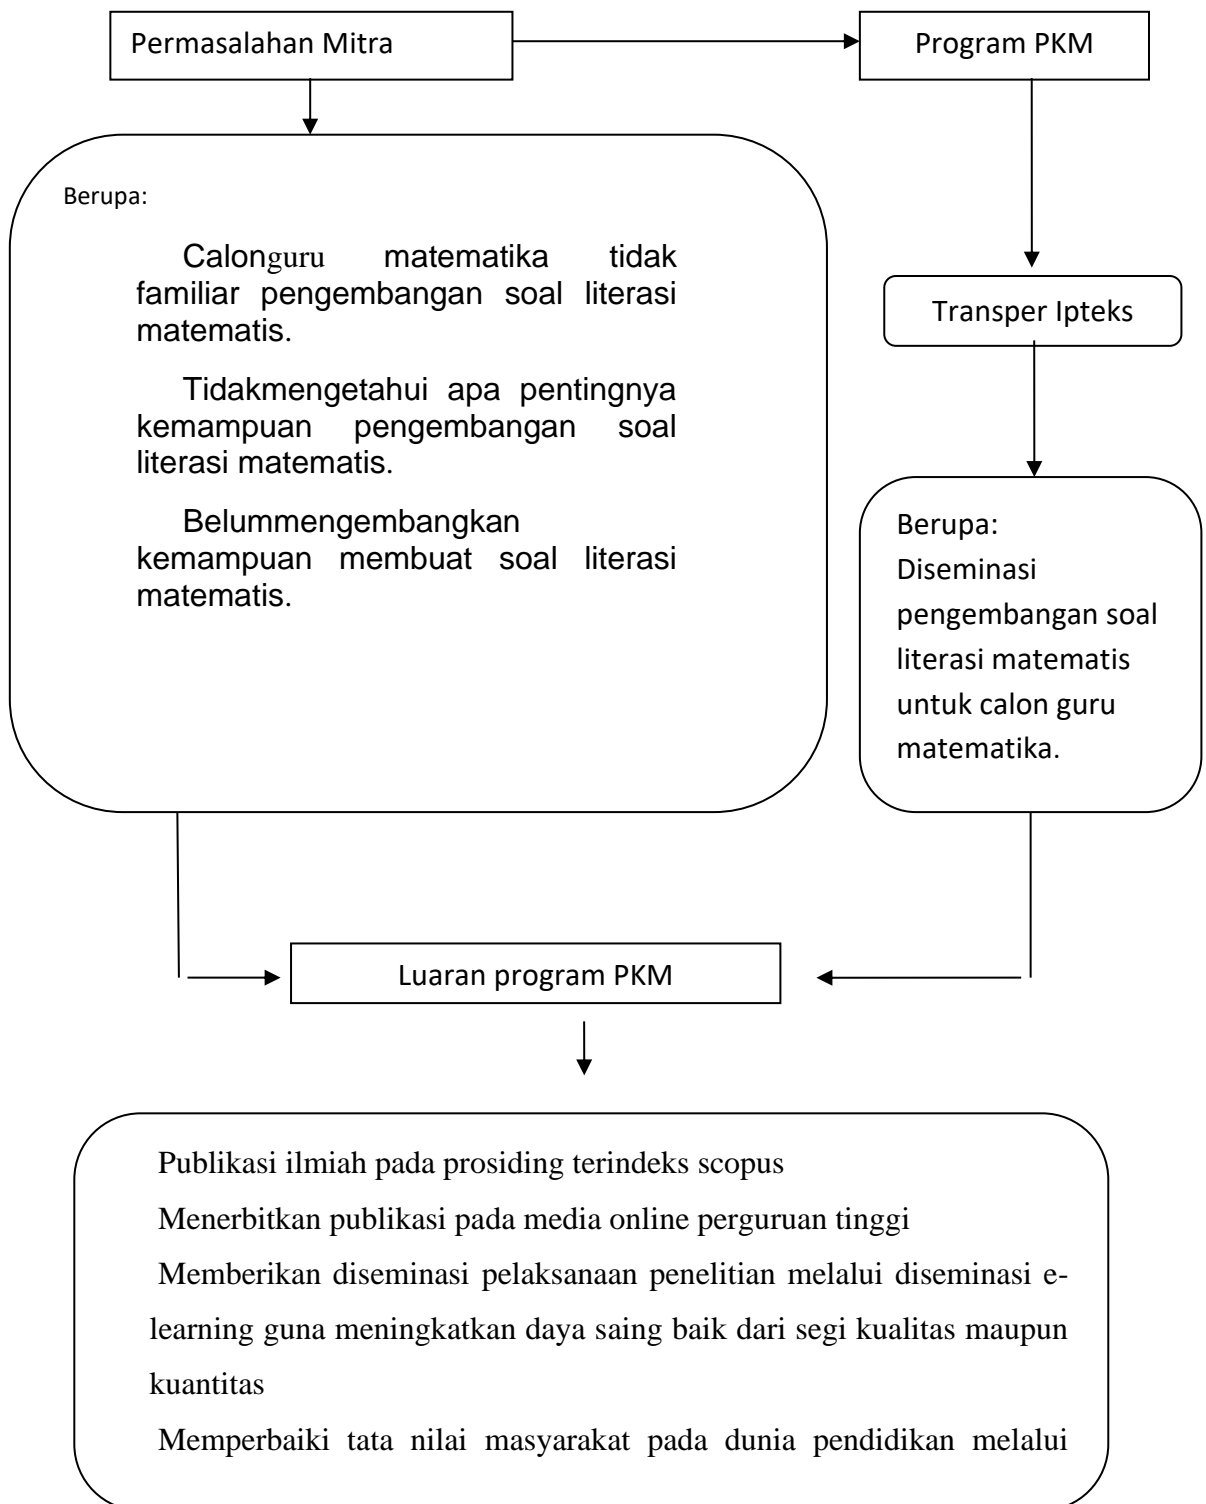 Permasalahan Mitra
Program PKM
Berupa:
Calonguru matematika tidak
familiar pengembangan soal literasi
matematis.
Tidakmengetahui apa pentingnya
kemampuan pengembangan soal
literasi matematis.
Belummengembangkan
kemampuan membuat soal literasi
matematis.
Transper Ipteks
Berupa:
Diseminasi
pengembangan soal
literasi matematis
untuk calon guru
matematika.
Luaran program PKM
Publikasi ilmiah pada prosiding terindeks scopus
Menerbitkan publikasi pada media online perguruan tinggi
Memberikan diseminasi pelaksanaan penelitian melalui diseminasi e-
learning guna meningkatkan daya saing baik dari segi kualitas maupun
kuantitas
Memperbaiki tata nilai masyarakat pada dunia pendidikan melalui